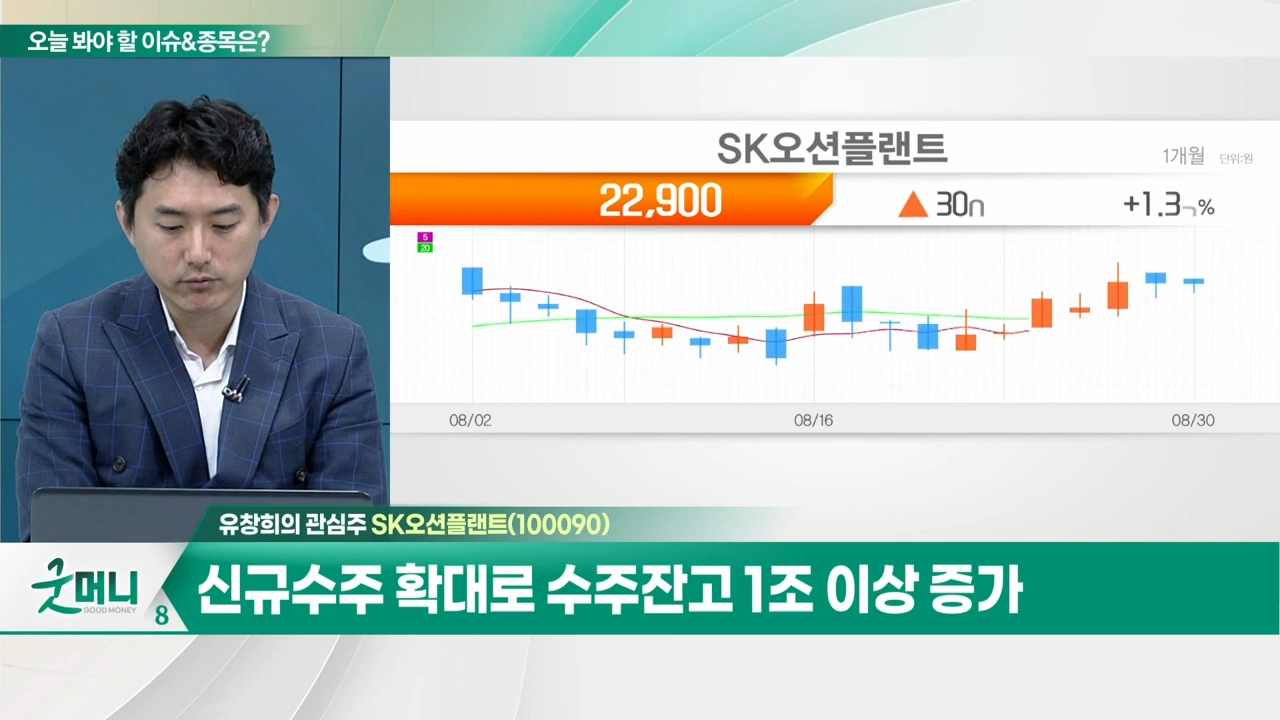 오늘 봐야 할 이슈&종목은?
SK오션플랜트
1개월 단위:원
22,900
5
20
08/02 08/16 08/30
유창희의 관심주 SK오션플랜트(100090)
신규수주 확대로 수주잔고 1조 이상 증가
굿머니
GOOD MONEY
8